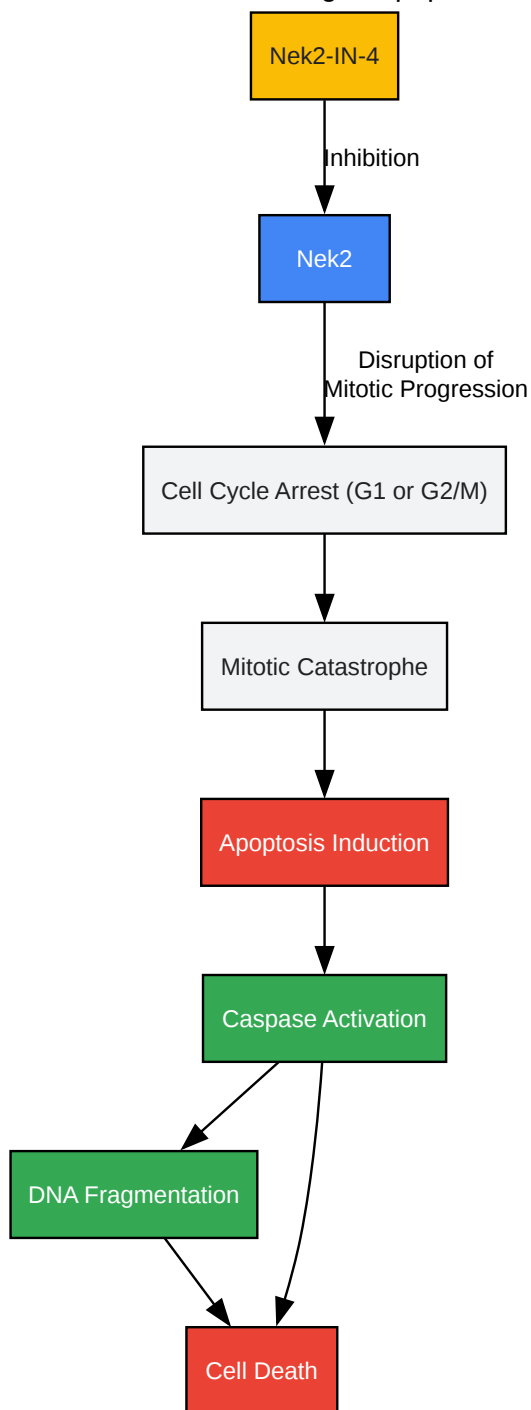 Nek2-IN-4
Inhibition
Nek2
Disruption of
Mitotic Progression
Cell Cycle Arrest (G1 or G2/M)
Mitotic Catastrophe
Apoptosis Induction
Caspase Activation
DNA Fragmentation
Cell Death